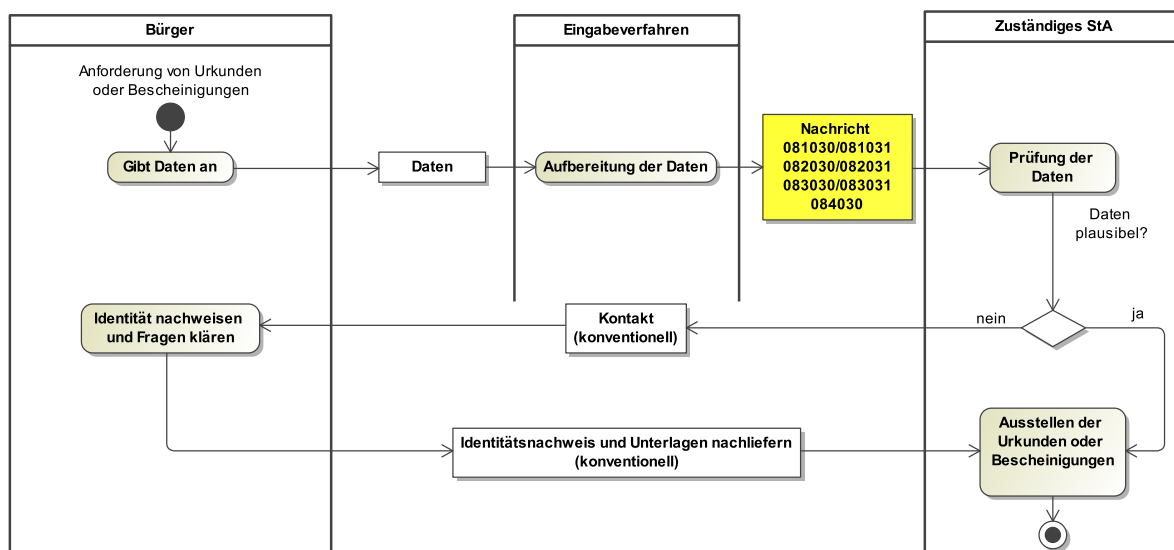 Bürger
Eingabeverfahren
Zuständiges StA
Anforderung von Urkunden
oder Bescheinigungen
Gibt Daten an
Daten
Aufbereitung der Daten
Nachricht
081030/081031
082030/082031
083030/083031
084030
Prüfung der
Daten
Daten
plausibel?
nein
ja
Kontakt
(konventionell)
Identität nachweisen
und Fragen klären
Identitätsnachweis und Unterlagen nachliefern
(konventionell)
Ausstellen der
Urkunden oder
Bescheinigungen